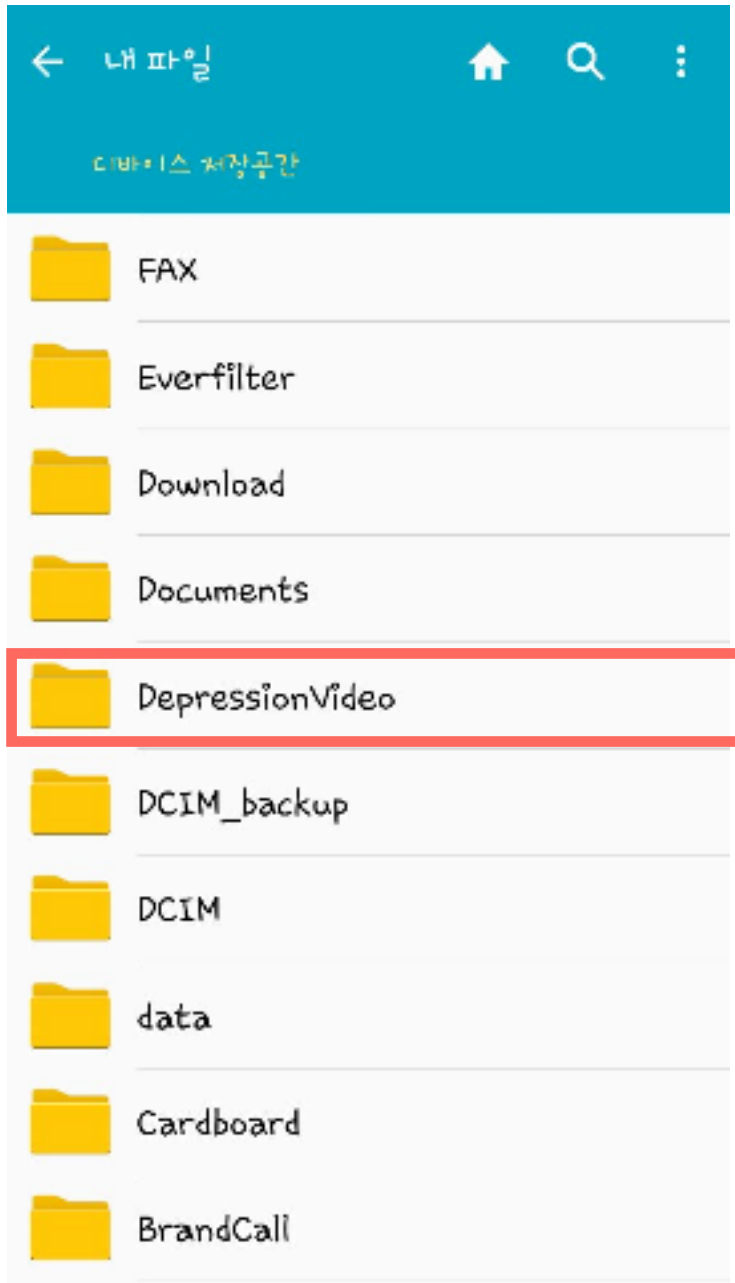 내 파일
디바이스 저장공간
FAX
Everfilter
Download
Documents
DepressionVideo
DCIM_backup
DCIM
data
Cardboard
BrandCall